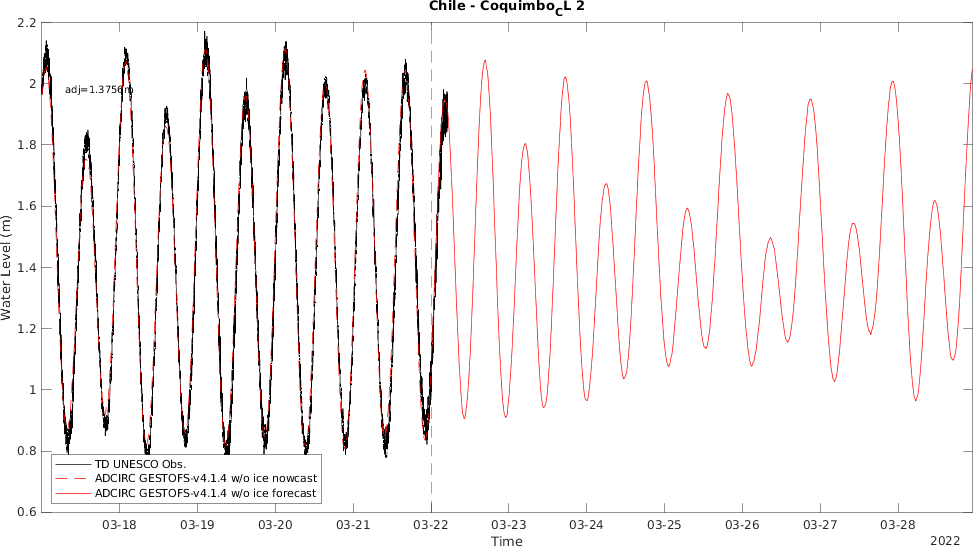 Chile - Coquimbo_CL 2
2.2
2
1.8
1.6
1.4
1.2
1
0.8
0.6
Water Level (m)
adj=1.3756m
TD UNESCO Obs.
ADCIRC GESTOFS-v4.1.4 w/o ice nowcast
ADCIRC GESTOFS-v4.1.4 w/o ice forecast
03-18 03-19 03-20 03-21 03-22 03-23 03-24 03-25 03-26 03-27 03-28
Time
2022